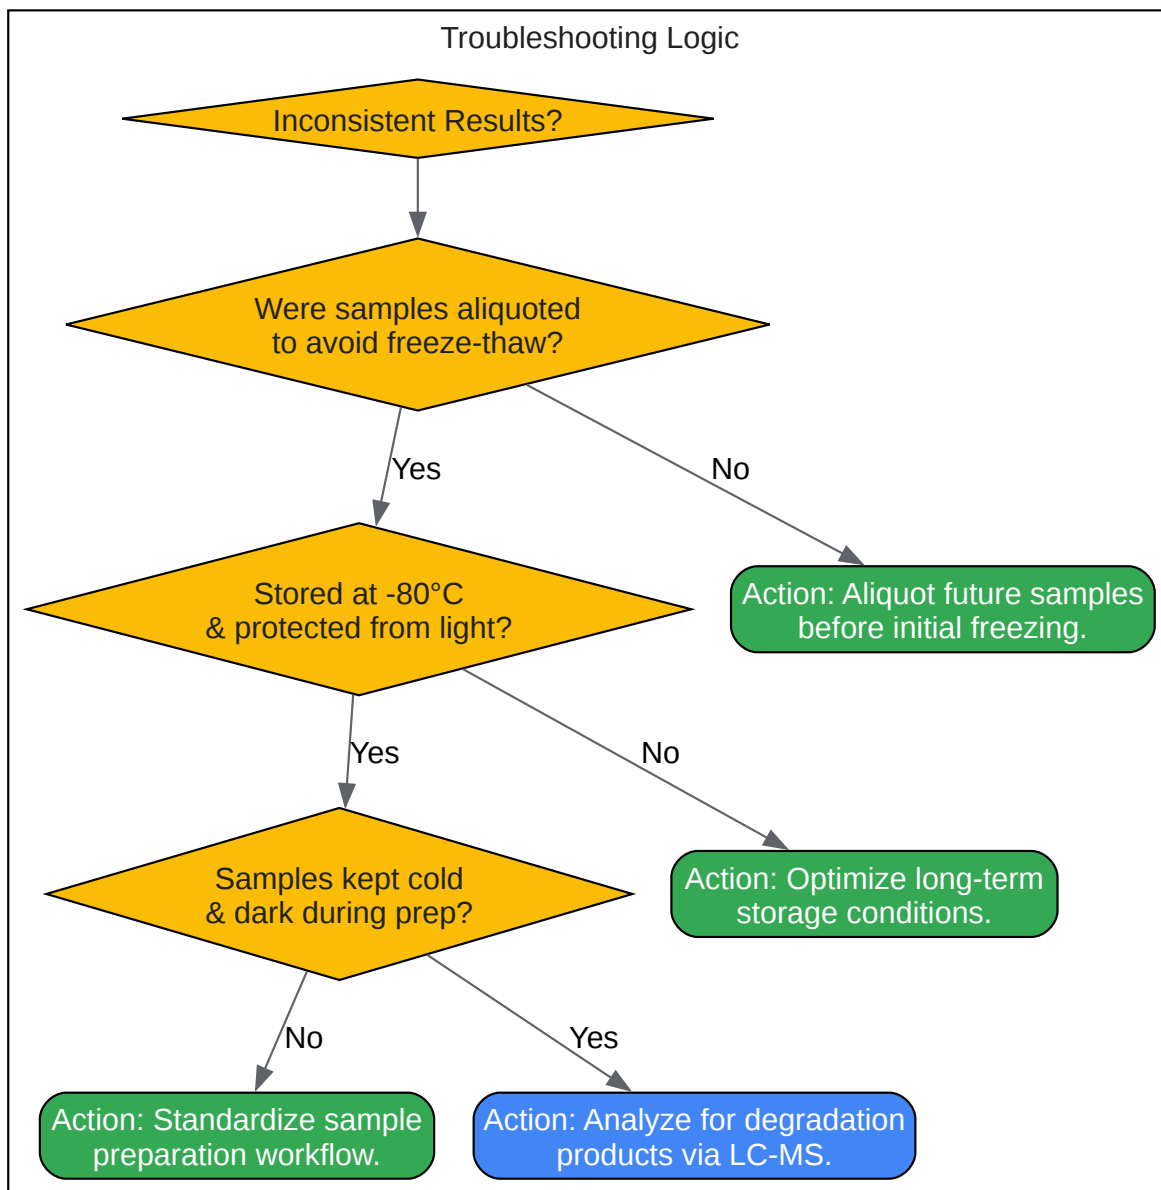 Troubleshooting Logic
Inconsistent Results?
Were samples aliquoted
to avoid freeze-thaw?
Yes
No
Stored at -80°C
& protected from light?
Action: Aliquot future samples
before initial freezing.
Yes
No
Samples kept cold
& dark during prep?
Action: Optimize long-term
storage conditions.
No
Yes
Action: Standardize sample
preparation workflow.
Action: Analyze for degradation
products via LC-MS.